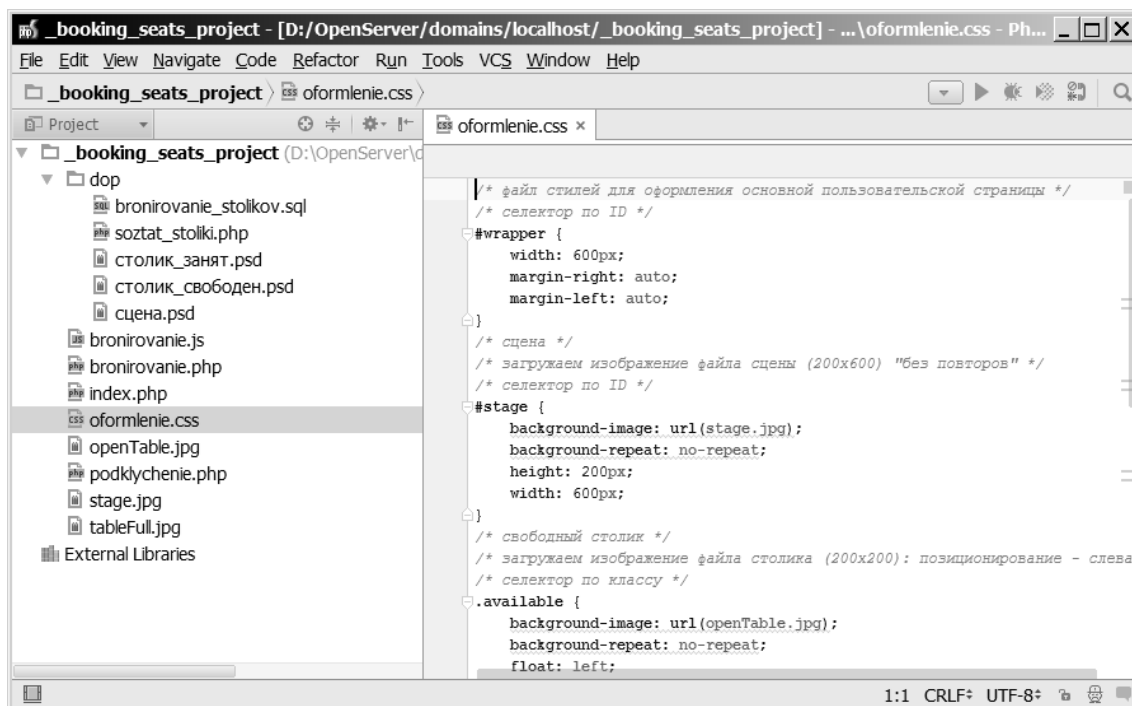 _booking_seats_project - [D:/OpenServer/domains/localhost/_booking_seats_project] - ...\oformlenie.css - Ph...
File Edit View Navigate Code Refactor Run Tools VCS Window Help
_booking_seats_project oformlenie.css
Project
oformlenie.css ×
_booking_seats_project (D:\OpenServer\d
dop
bronirovanie_stolikov.sql
soztat_stoliki.php
столик_занят.psd
столик_свободен.psd
сцена.psd
bronirovanie.js
bronirovanie.php
index.php
oformlenie.css
openTable.jpg
podklychenie.php
stage.jpg
tableFull.jpg
External Libraries
/* файл стилей для оформления основной пользовательской страницы */
/* селектор по ID */
#wrapper {
width: 600px;
margin-right: auto;
margin-left: auto;
}
/* сцена */
/* загружаем изображение файла сцены (200x600) "без повторов" */
/* селектор по ID */
#stage {
background-image: url(stage.jpg);
background-repeat: no-repeat;
height: 200px;
width: 600px;
}
/* свободный столик */
/* загружаем изображение файла столика (200x200): позиционирование - слева
/* селектор по классу */
.available {
background-image: url(openTable.jpg);
background-repeat: no-repeat;
float: left;
1:1 CRLF UTF-8